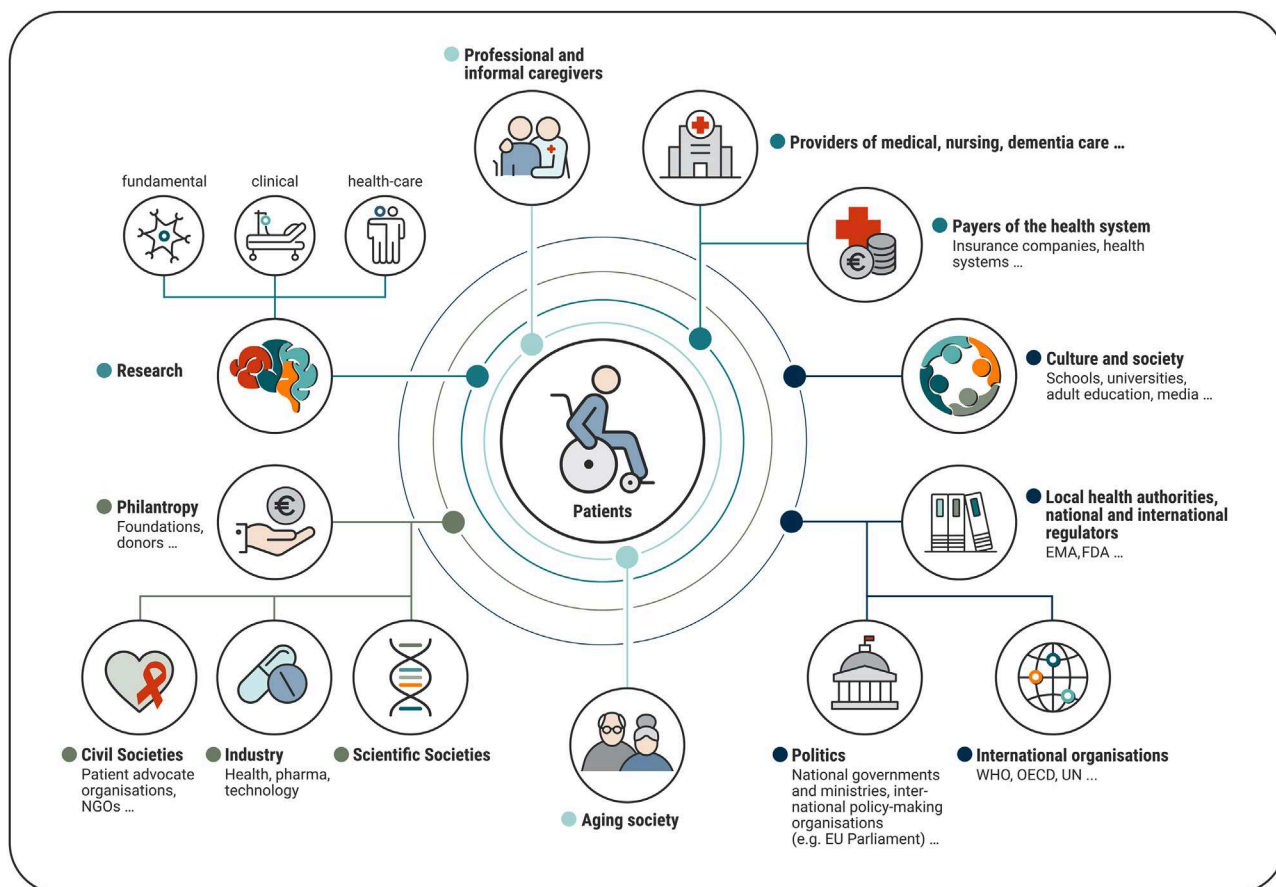 Professional and
informal caregivers
Providers of medical, nursing, dementia care ...
fundamental
clinical
health-care
Payers of the health system
Insurance companies, health
systems ...
Research
Culture and society
Schools, universities,
adult education, media ...
Patients
Philantropy
Foundations,
donors ...
€
€
Local health authorities,
national and international
regulators
EMA,FDA ...
Civil Societies
Patient advocate
organisations,
NGOs ...
Industry
Health, pharma,
technology
Scientific Societies
Aging society
Politics
National governments
and ministries, inter-
national policy-making
organisations
(e.g. EU Parliament) ...
International organisations
WHO, OECD, UN ...